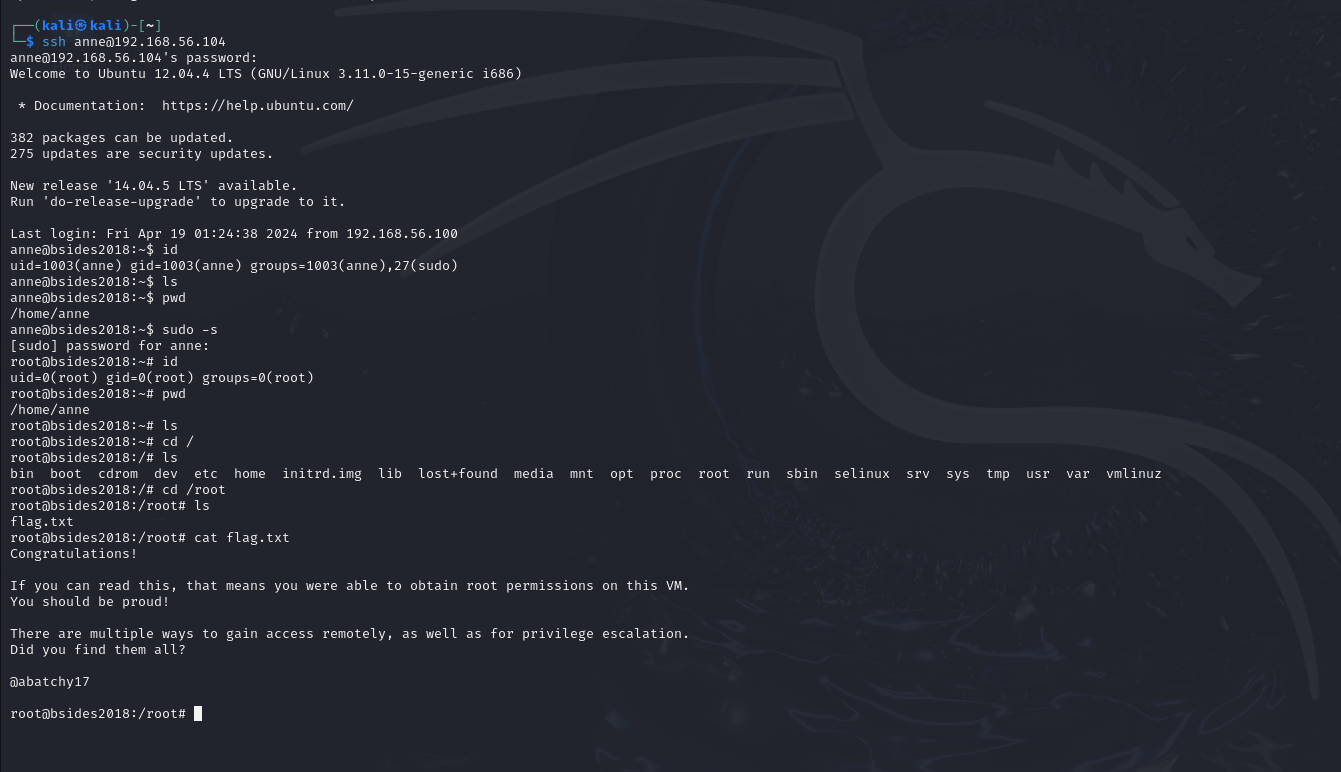 ┌──(kali㉿kali)-[~]
└─$ ssh anne@192.168.56.104
anne@192.168.56.104's password:
Welcome to Ubuntu 12.04.4 LTS (GNU/Linux 3.11.0-15-generic i686)
* Documentation:  https://help.ubuntu.com/
382 packages can be updated.
275 updates are security updates.
New release '14.04.5 LTS' available.
Run 'do-release-upgrade' to upgrade to it.
Last login: Fri Apr 19 01:24:38 2024 from 192.168.56.100
anne@bsides2018:~$ id
uid=1003(anne) gid=1003(anne) groups=1003(anne),27(sudo)
anne@bsides2018:~$ ls
anne@bsides2018:~$ pwd
/home/anne
anne@bsides2018:~$ sudo -s
[sudo] password for anne:
root@bsides2018:~# id
uid=0(root) gid=0(root) groups=0(root)
root@bsides2018:~# pwd
/home/anne
root@bsides2018:~# ls
root@bsides2018:~# cd /
root@bsides2018:/# ls
bin  boot  cdrom  dev  etc  home  initrd.img  lib  lost+found  media  mnt  opt  proc  root  run  sbin  selinux  srv  sys  tmp  usr  var  vmlinuz
root@bsides2018:/# cd /root
root@bsides2018:/root# ls
flag.txt
root@bsides2018:/root# cat flag.txt
Congratulations!
If you can read this, that means you were able to obtain root permissions on this VM.
You should be proud!
There are multiple ways to gain access remotely, as well as for privilege escalation.
Did you find them all?
@abatchy17
root@bsides2018:/root#